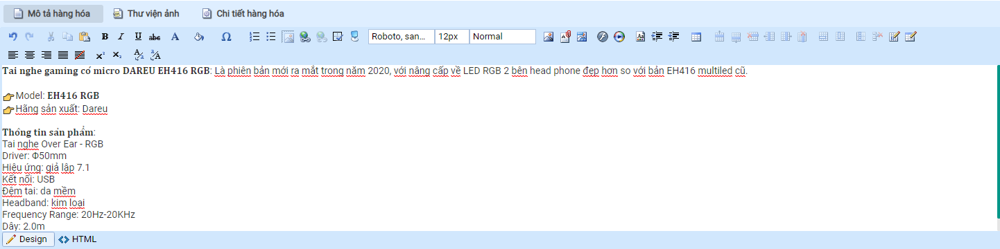 Mô tả hàng hóa Thư viện ảnh Chi tiết hàng hóa
Roboto, san... 12px Normal
Tai nghe gaming có micro DAREU EH416 RGB: Là phiên bản mới ra mắt trong năm 2020, với nâng cấp về LED RGB 2 bên head phone đẹp hơn so với bản EH416 multiled cũ.
👉Model: EH416 RGB
👉Hãng sản xuất: Dareu
Thông tin sản phẩm:
Tai nghe Over Ear - RGB
Driver: Φ50mm
Hiệu ứng: giả lập 7.1
Kết nối: USB
Đệm tai: da mềm
Headband: kim loại
Frequency Range: 20Hz-20KHz
Dây: 2.0m
Design HTML